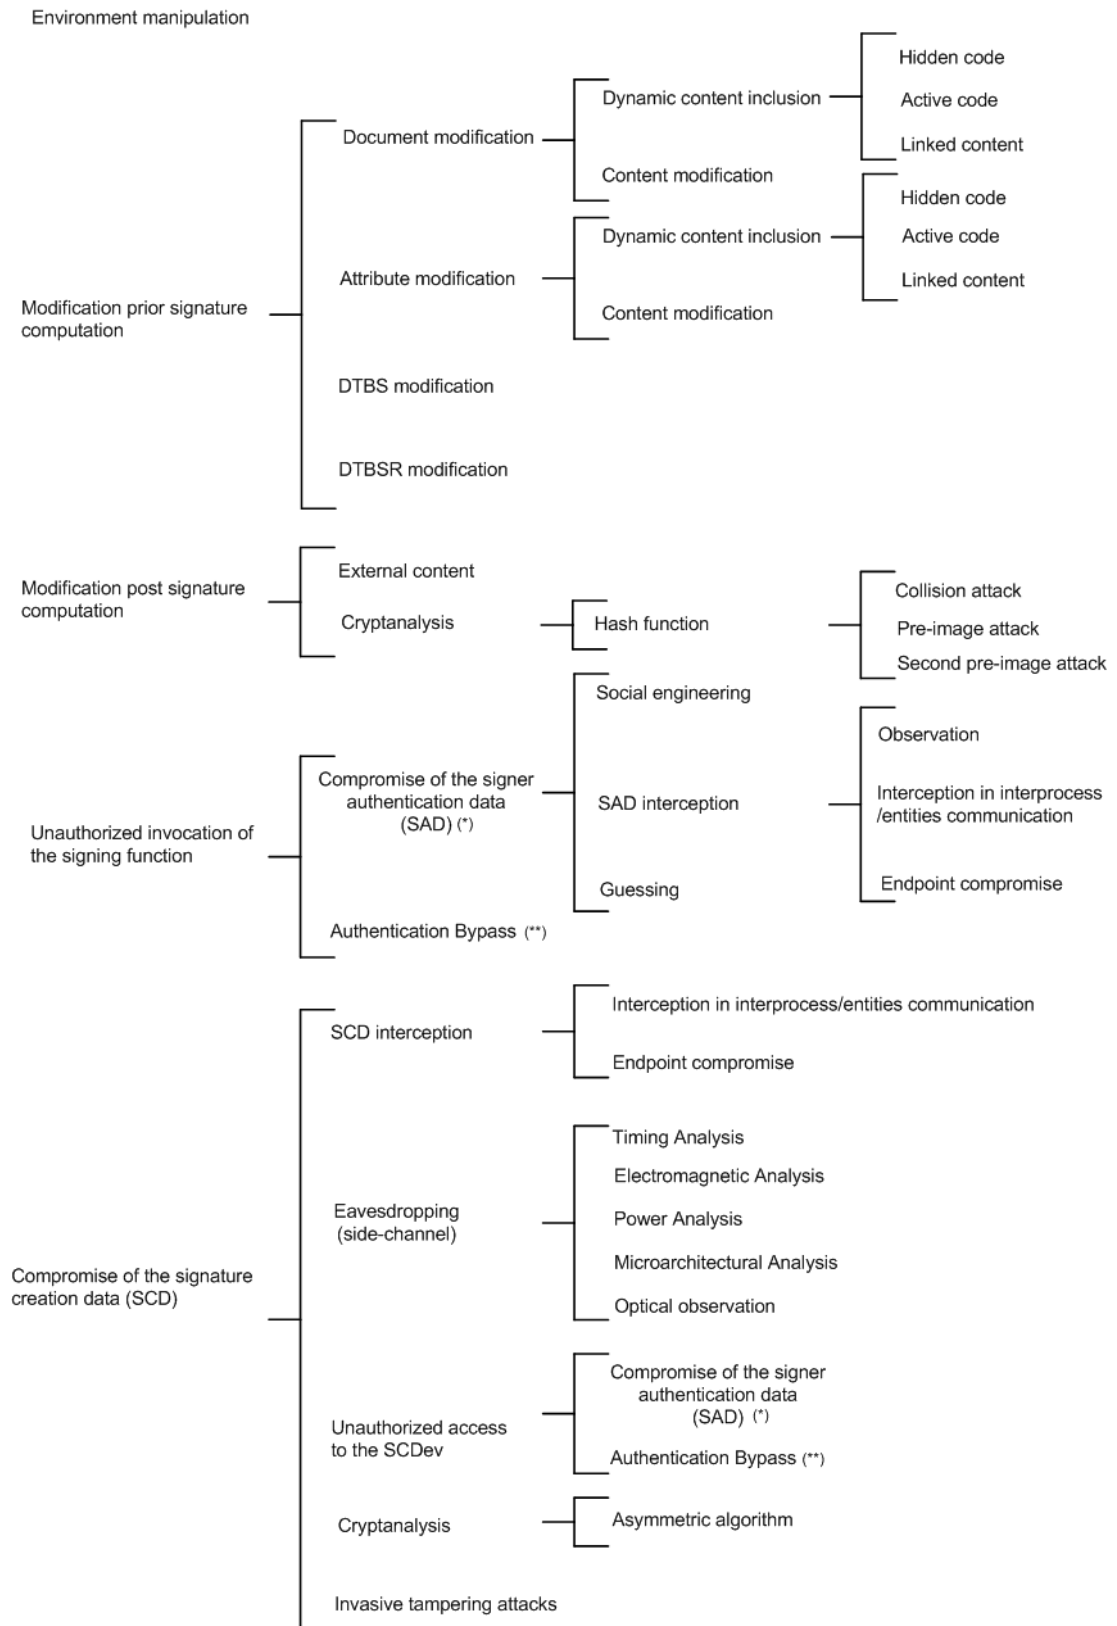 Environment manipulation
Modification prior signature
computation
Document modification
Dynamic content inclusion
Hidden code
Active code
Linked content
Content modification
Attribute modification
Dynamic content inclusion
Hidden code
Active code
Linked content
Content modification
DTBS modification
DTBSR modification
Modification post signature
computation
External content
Cryptanalysis
Hash function
Collision attack
Pre-image attack
Second pre-image attack
Unauthorized invocation of
the signing function
Compromise of the signer
authentication data
(SAD) (*)
Social engineering
SAD interception
Observation
Interception in interprocess
/entities communication
Endpoint compromise
Guessing
Authentication Bypass (**)
Compromise of the signature
creation data (SCD)
SCD interception
Interception in interprocess/entities communication
Endpoint compromise
Eavesdropping
(side-channel)
Timing Analysis
Electromagnetic Analysis
Power Analysis
Microarchitectural Analysis
Optical observation
Unauthorized access
to the SCDev
Compromise of the signer
authentication data
(SAD) (*)
Authentication Bypass (**)
Cryptanalysis
Asymmetric algorithm
Invasive tampering attacks